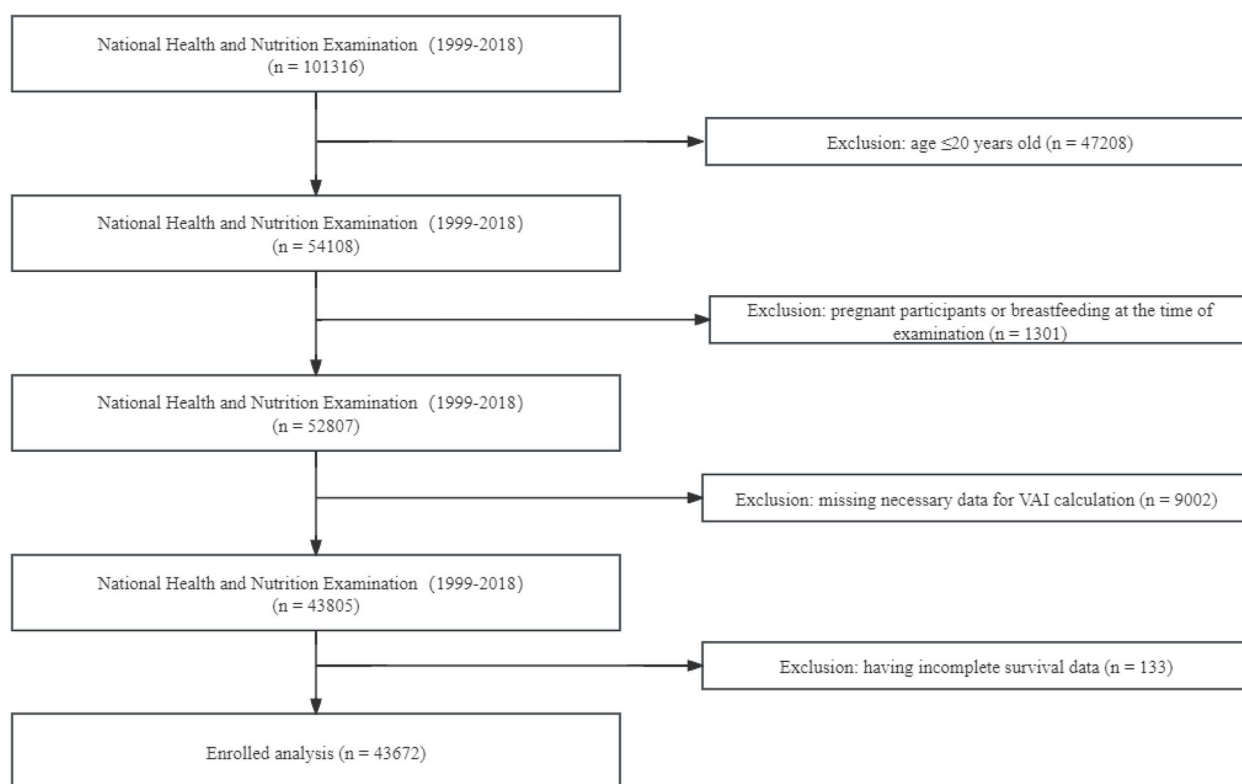 National Health and Nutrition Examination (1999-2018)
(n = 101316)
Exclusion: age ≤20 years old (n = 47208)
National Health and Nutrition Examination (1999-2018)
(n = 54108)
Exclusion: pregnant participants or breastfeeding at the time of
examination (n = 1301)
National Health and Nutrition Examination (1999-2018)
(n = 52807)
Exclusion: missing necessary data for VAI calculation (n = 9002)
National Health and Nutrition Examination (1999-2018)
(n = 43805)
Exclusion: having incomplete survival data (n = 133)
Enrolled analysis (n = 43672)